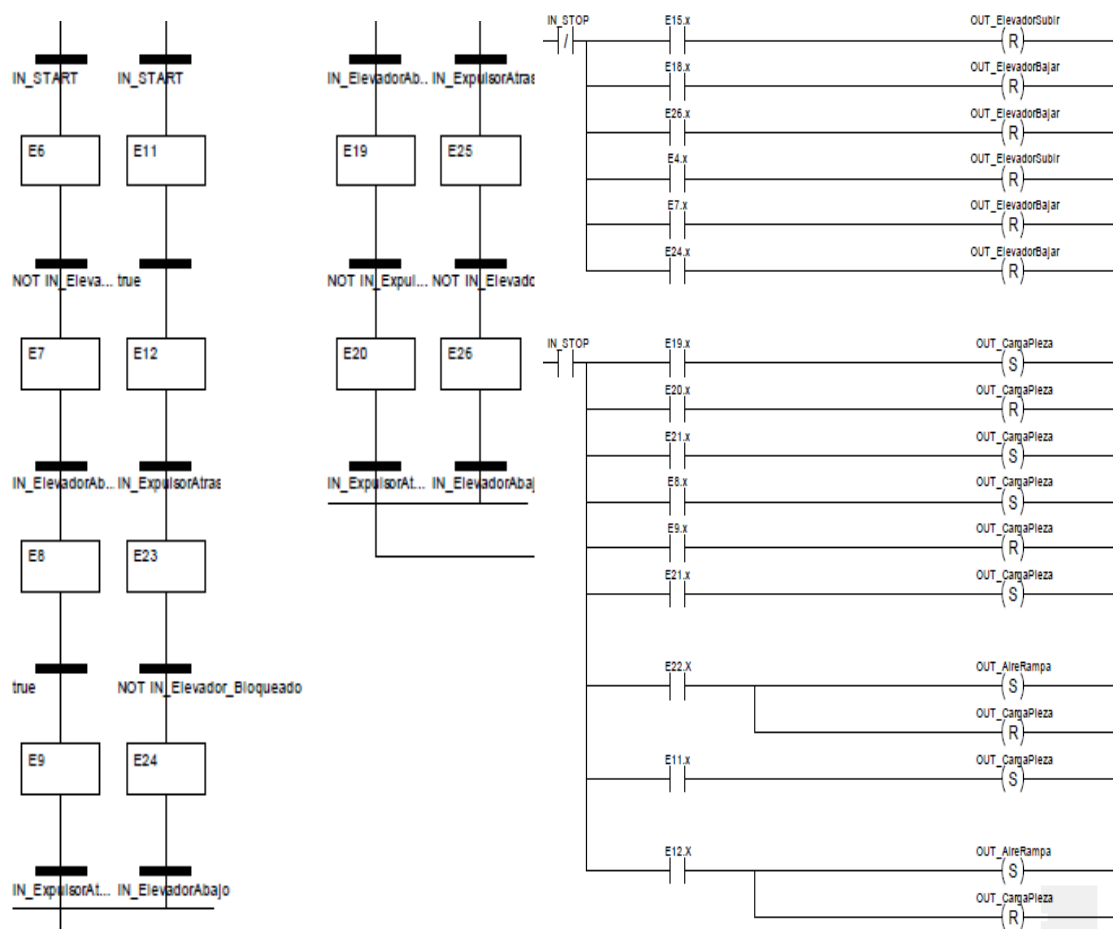 IN_START
IN_START
E6
E11
NOT IN_Eleva...
true
E7
E12
IN_ElevadorAb...
IN_ExpulsorAtras
E8
E23
true
NOT IN_Elevador_Bloqueado
E9
E24
IN_ExpulsorAt...
IN_ElevadorAbajo
IN_ElevadorAb..
IN_ExpulsorAtras
E19
E25
NOT IN_Expul...
NOT IN_Elevado
E20
E26
IN_ExpulsorAt...
IN_ElevadorAbaj
IN_STOP
E15.x
OUT_ElevadorSubir
/
(R)
E18.x
OUT_ElevadorBajar
(R)
E26.x
OUT_ElevadorBajar
(R)
E4.x
OUT_ElevadorSubir
(R)
E7.x
OUT_ElevadorBajar
(R)
E24.x
OUT_ElevadorBajar
(R)
IN_STOP
E19.x
OUT_CargaPieza
(S)
E20.x
OUT_CargaPieza
(R)
E21.x
OUT_CargaPieza
(S)
E8.x
OUT_CargaPieza
(S)
E9.x
OUT_CargaPieza
(R)
E21.x
OUT_CargaPieza
(S)
E22.X
OUT_AireRampa
(S)
OUT_CargaPieza
(R)
E11.x
OUT_CargaPieza
(S)
E12.X
OUT_AireRampa
(S)
OUT_CargaPieza
(R)